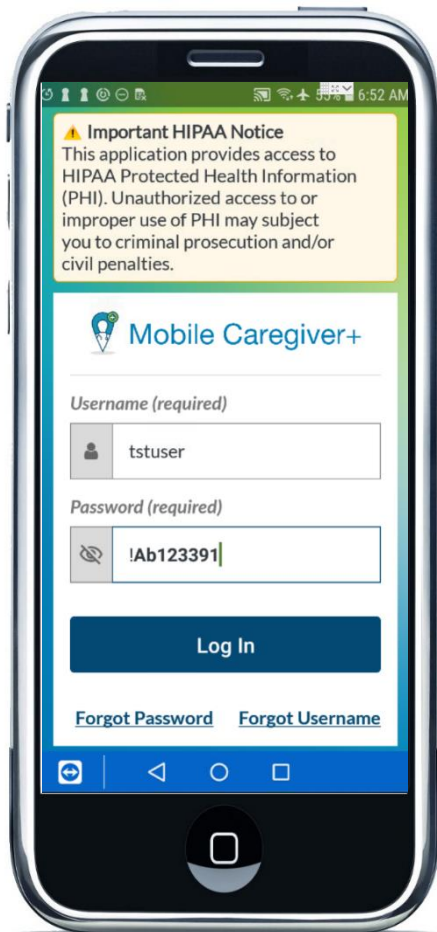 6:52 AM
Important HIPAA Notice
This application provides access to
HIPAA Protected Health Information
(PHI). Unauthorized access to or
improper use of PHI may subject
you to criminal prosecution and/or
civil penalties.
Mobile Caregiver+
Username (required)
tstuser
Password (required)
!Ab123391
Log In
Forgot Password Forgot Username